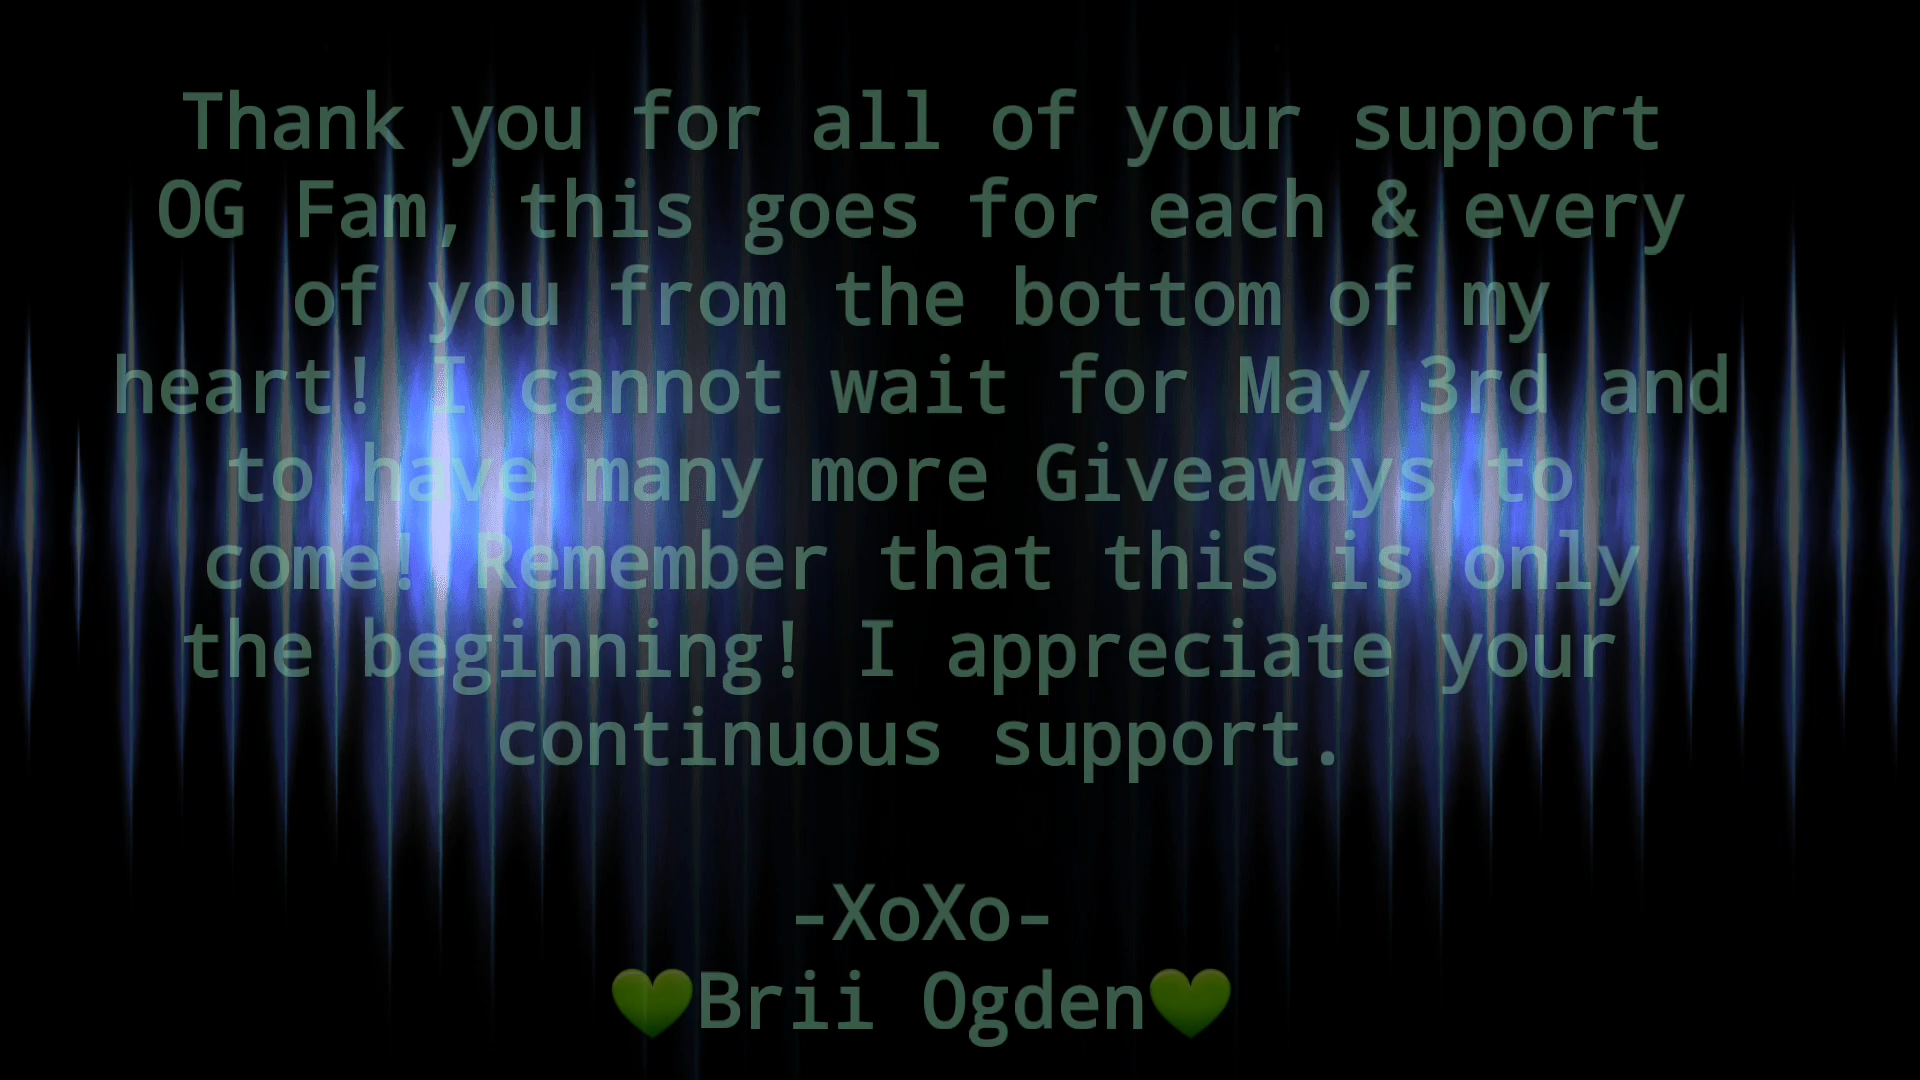 Thank you for all of your support
OG Fam, this goes for each & every
of you from the bottom of my
heart! I cannot wait for May 3rd and
to have many more Giveaways to
come! Remember that this is only
the beginning! I appreciate your
continuous support.
-XoXo-
💚Brii Ogden💚